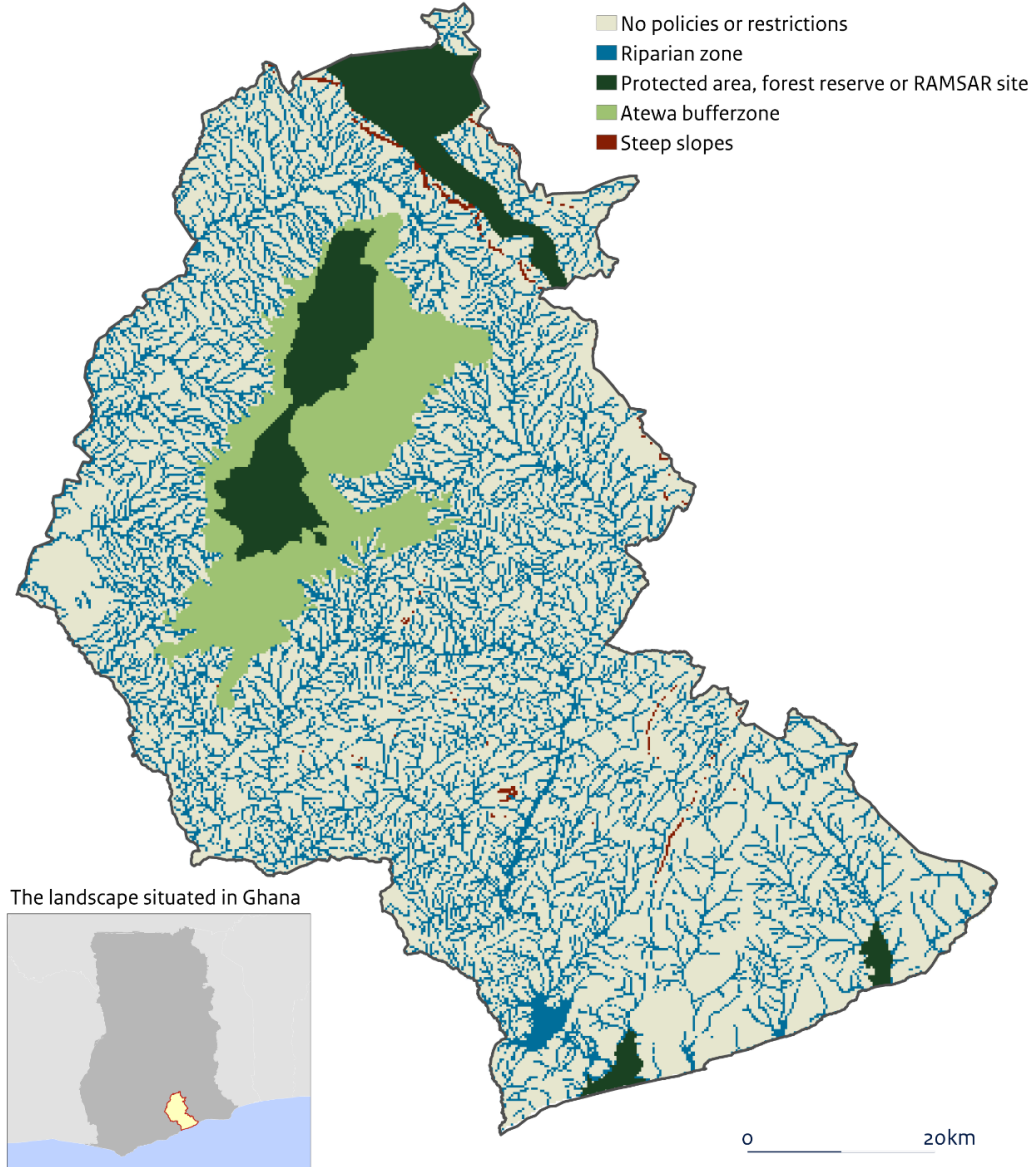 No policies or restrictions
Riparian zone
Protected area, forest reserve or RAMSAR site
Atewa bufferzone
Steep slopes
The landscape situated in Ghana
0 20km